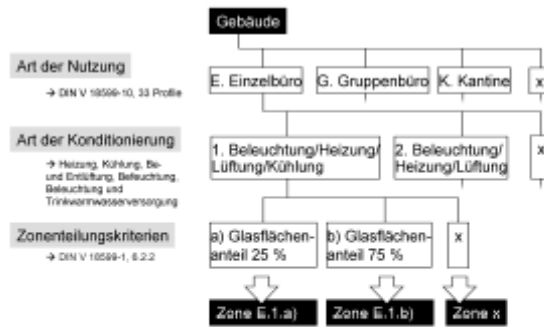 Gebäude
Art der Nutzung
→ DIN V 18599-10, 33 Profile
E. Einzelbüro
G. Gruppenbüro
K. Kantine
x
Art der Konditionierung
→ Heizung, Kühlung, Be-
und Entlüftung, Befeuchtung,
Beleuchtung und
Trinkwarmwasserversorgung
1. Beleuchtung/Heizung/
Lüftung/Kühlung
2. Beleuchtung/
Heizung/Lüftung
x
Zonenteilungskriterien
→ DIN V 18599-1, 6.2.2
a) Glasflächen-
anteil 25 %
b) Glasflächen-
anteil 75 %
x
Zone E.1.a)
Zone E.1.b)
Zone x